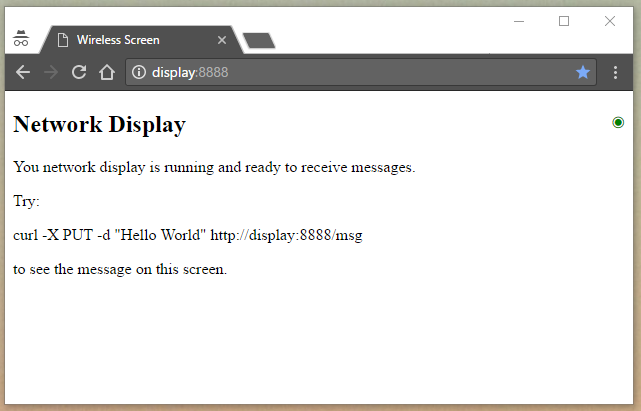 Wireless Screen
display:8888
Network Display
You network display is running and ready to receive messages.
Try:
curl -X PUT -d "Hello World" http://display:8888/msg
to see the message on this screen.